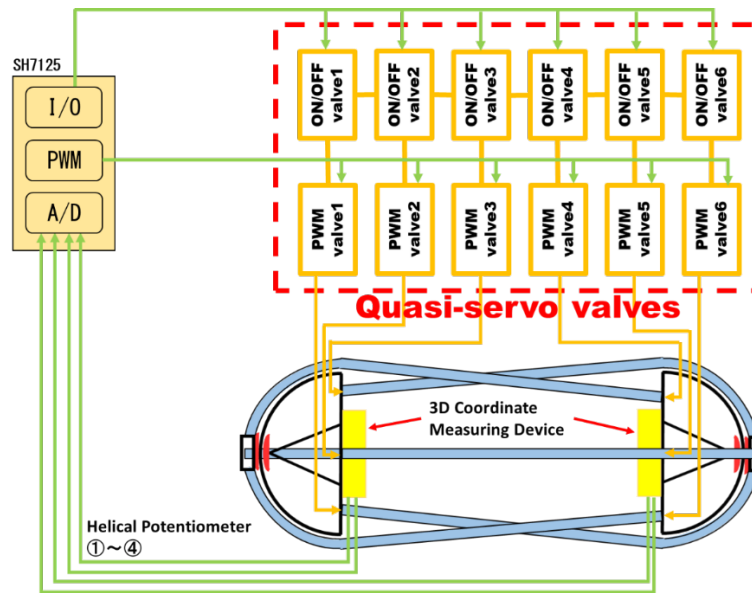 SH7125
I/O
PWM
A/D
ON/OFF
valve1
ON/OFF
valve2
ON/OFF
valve3
ON/OFF
valve4
ON/OFF
valve5
ON/OFF
valve6
PWM
valve1
PWM
valve2
PWM
valve3
PWM
valve4
PWM
valve5
PWM
valve6
Quasi-servo valves
3D Coordinate
Measuring Device
Helical Potentiometer
①～④